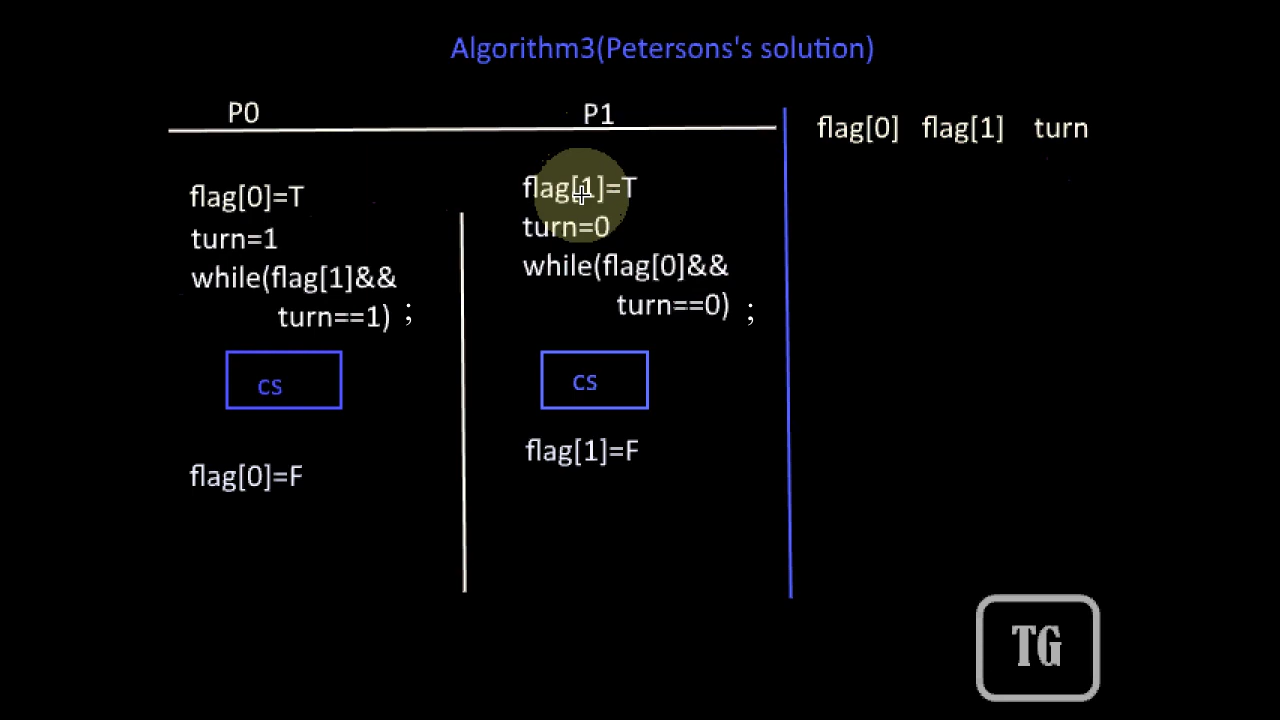 Algorithm3(Petersons's solution)
P0
flag[0]=T
turn=1
while(flag[1]&&
turn==1) ;
cs
flag[0]=F
P1
flag[1]=T
turn=0
while(flag[0]&&
turn==0) ;
cs
flag[1]=F
flag[0] flag[1] turn
TG